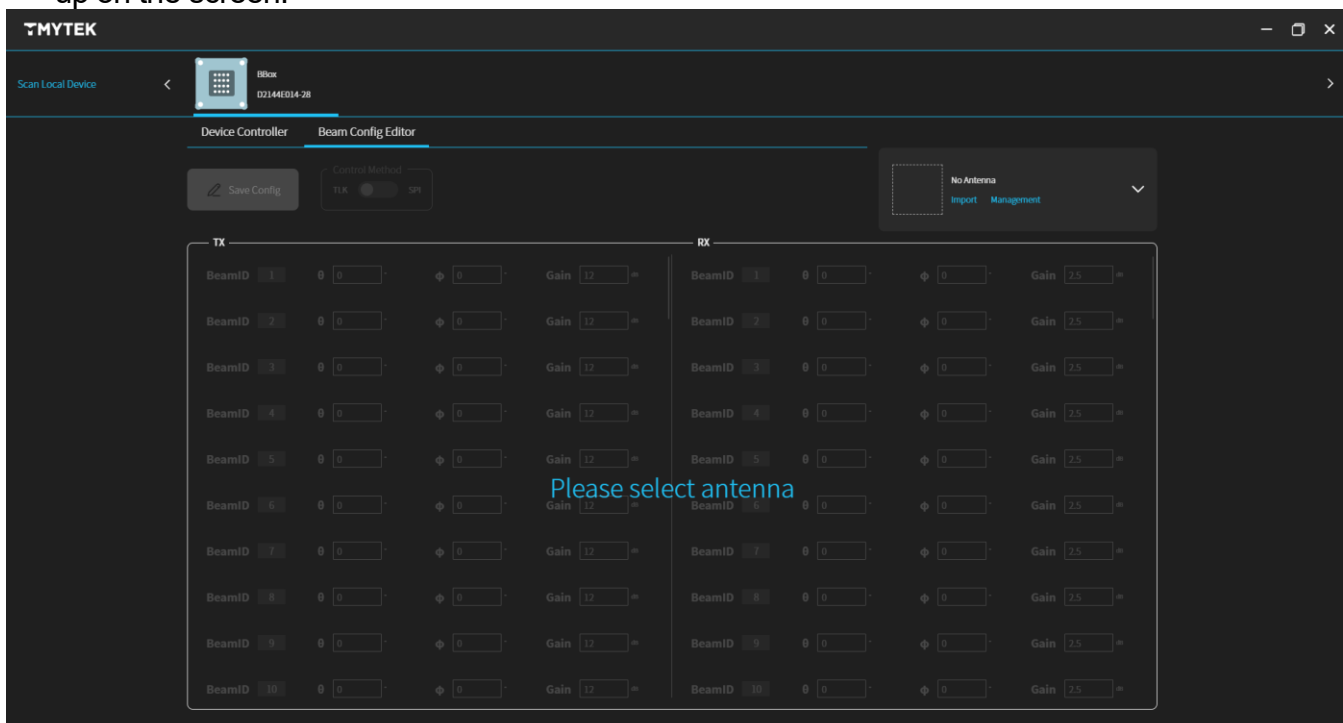 up on the screen.
TMYTEK
Scan Local Device
BBox
D2144E014-28
Device Controller Beam Config Editor
Save Config
Control Method
TLK SPI
No Antenna
Import Management
TX RX
BeamID 1 θ 0 ° ϕ 0 ° Gain 12 dB BeamID 1 θ 0 ° ϕ 0 ° Gain 2.5 dB
BeamID 2 θ 0 ° ϕ 0 ° Gain 12 dB BeamID 2 θ 0 ° ϕ 0 ° Gain 2.5 dB
BeamID 3 θ 0 ° ϕ 0 ° Gain 12 dB BeamID 3 θ 0 ° ϕ 0 ° Gain 2.5 dB
BeamID 4 θ 0 ° ϕ 0 ° Gain 12 dB BeamID 4 θ 0 ° ϕ 0 ° Gain 2.5 dB
BeamID 5 θ 0 ° ϕ 0 ° Gain 12 dB BeamID 5 θ 0 ° ϕ 0 ° Gain 2.5 dB
Please select antenna
BeamID 6 θ 0 ° ϕ 0 ° Gain 12 dB BeamID 6 θ 0 ° ϕ 0 ° Gain 2.5 dB
BeamID 7 θ 0 ° ϕ 0 ° Gain 12 dB BeamID 7 θ 0 ° ϕ 0 ° Gain 2.5 dB
BeamID 8 θ 0 ° ϕ 0 ° Gain 12 dB BeamID 8 θ 0 ° ϕ 0 ° Gain 2.5 dB
BeamID 9 θ 0 ° ϕ 0 ° Gain 12 dB BeamID 9 θ 0 ° ϕ 0 ° Gain 2.5 dB
BeamID 10 θ 0 ° ϕ 0 ° Gain 12 dB BeamID 10 θ 0 ° ϕ 0 ° Gain 2.5 dB